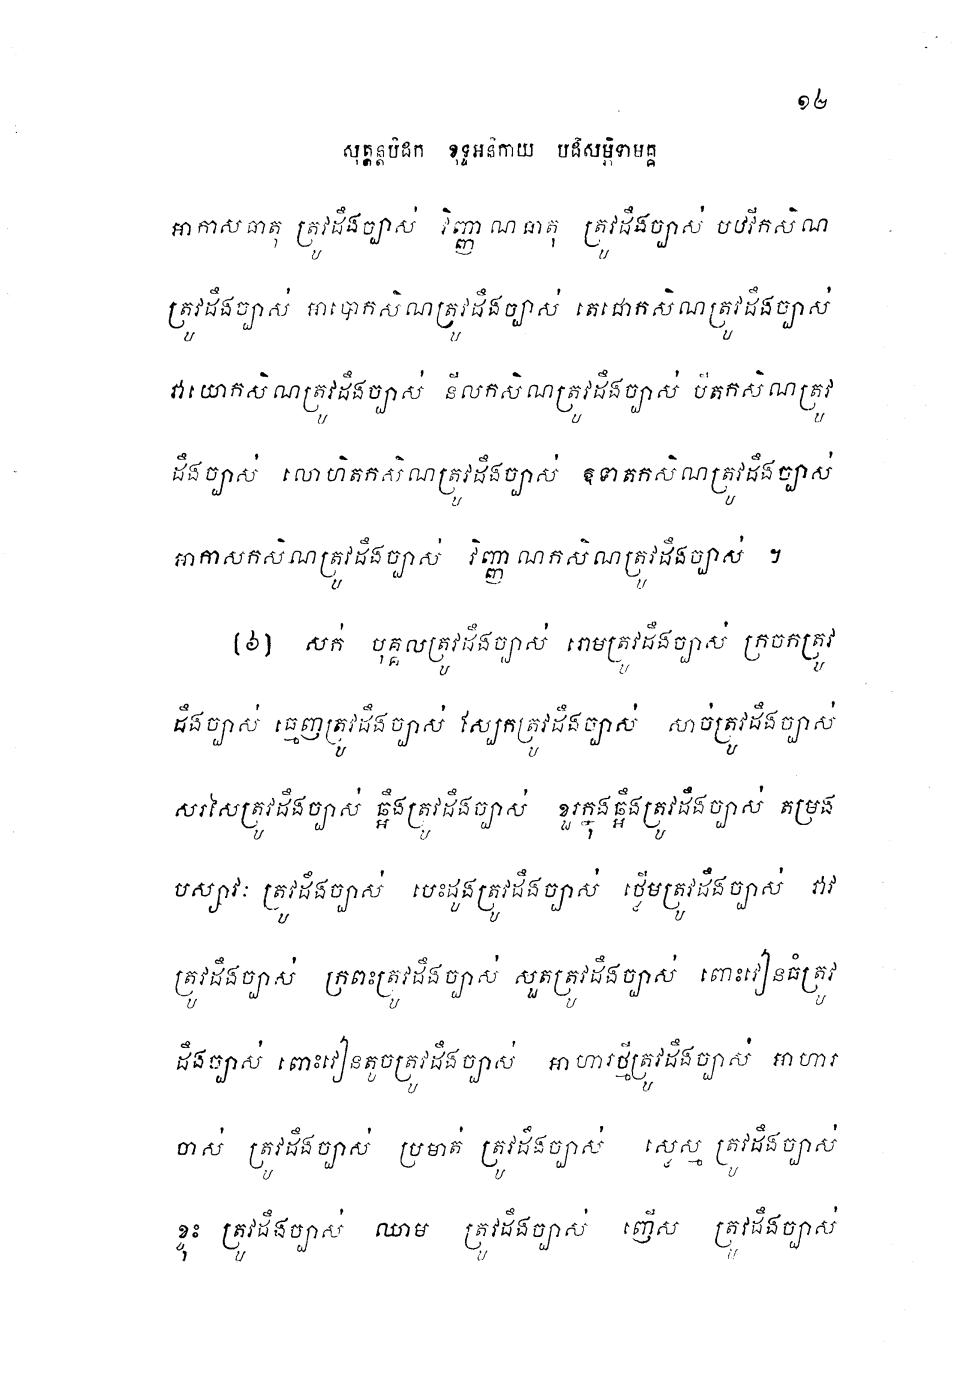 ១២
សុត្តន្តបិដក ខុទ្ទកនិកាយ បដិសម្ភិទាមគ្គ
អាកាសធាតុ ត្រូវដឹងច្បាស់ វិញ្ញាណធាតុ ត្រូវដឹងច្បាស់ បឋវីកសិណ
ត្រូវដឹងច្បាស់ អាបោកសិណត្រូវដឹងច្បាស់ តេជោកសិណត្រូវដឹងច្បាស់
វាយោកសិណត្រូវដឹងច្បាស់ នីលកសិណត្រូវដឹងច្បាស់ បីតកសិណត្រូវ
ដឹងច្បាស់ លោហិតកសិណត្រូវដឹងច្បាស់ ឱទាតកសិណត្រូវដឹងច្បាស់
អាកាសកសិណត្រូវដឹងច្បាស់ វិញ្ញាណកសិណត្រូវដឹងច្បាស់ ។
(៦) សក់ បុគ្គលត្រូវដឹងច្បាស់ រោមត្រូវដឹងច្បាស់ ក្រចកត្រូវ
ដឹងច្បាស់ ធ្មេញត្រូវដឹងច្បាស់ ស្បែកត្រូវដឹងច្បាស់ សាច់ត្រូវដឹងច្បាស់
សរសៃត្រូវដឹងច្បាស់ ឆ្អឹងត្រូវដឹងច្បាស់ ខួរក្នុងឆ្អឹងត្រូវដឹងច្បាស់ តម្រង
បស្សាវៈ ត្រូវដឹងច្បាស់ បេះដូងត្រូវដឹងច្បាស់ ថ្លើមត្រូវដឹងច្បាស់ វាវ
ត្រូវដឹងច្បាស់ ក្រពះត្រូវដឹងច្បាស់ សួតត្រូវដឹងច្បាស់ ពោះវៀនធំត្រូវ
ដឹងច្បាស់ ពោះវៀនតូចត្រូវដឹងច្បាស់ អាហារថ្មីត្រូវដឹងច្បាស់ អាហារ
ចាស់ ត្រូវដឹងច្បាស់ ប្រមាត់ ត្រូវដឹងច្បាស់ ស្លេស្ម ត្រូវដឹងច្បាស់
ខ្ទុះ ត្រូវដឹងច្បាស់ ឈាម ត្រូវដឹងច្បាស់ ញើស ត្រូវដឹងច្បាស់